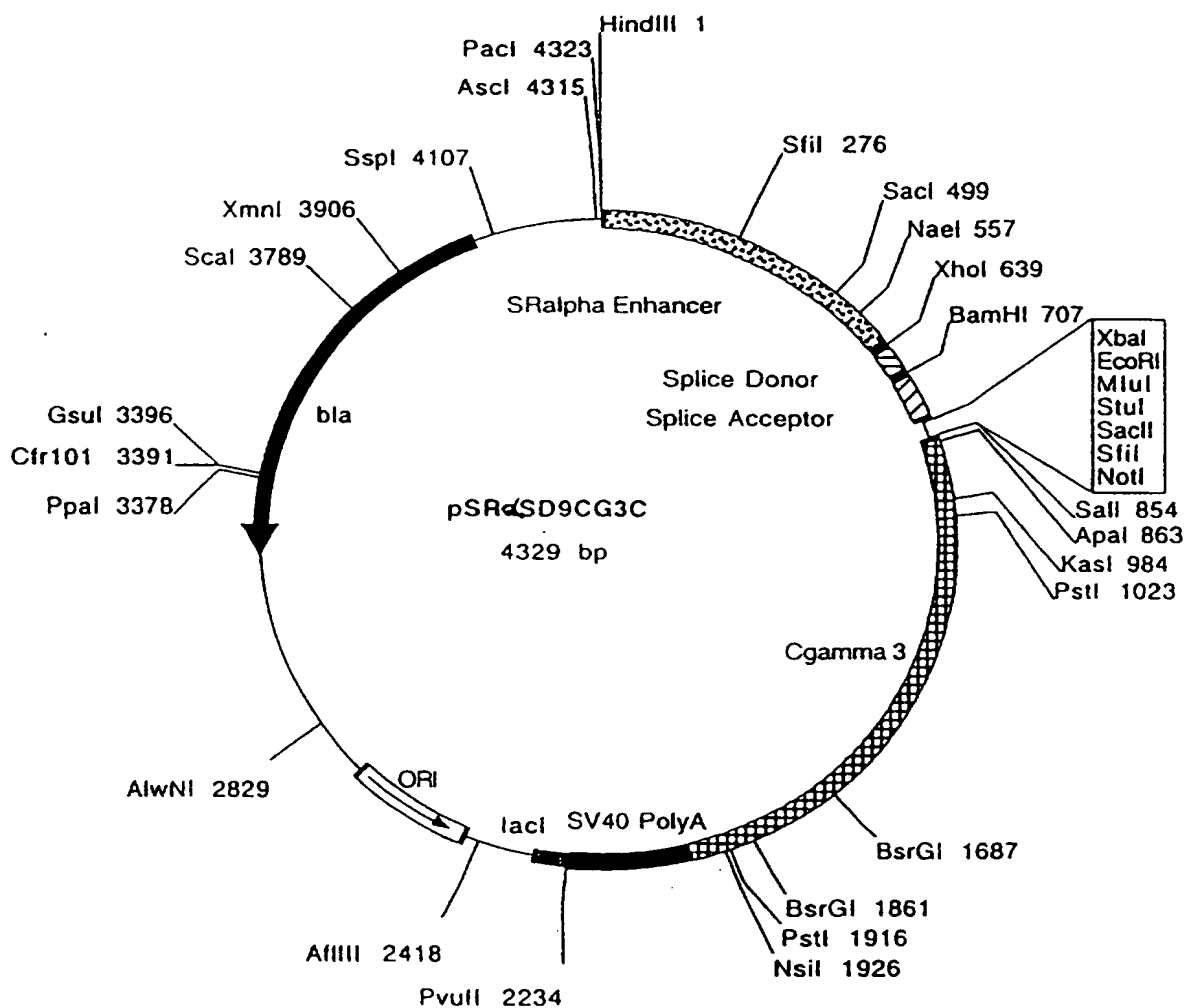 HindIII 1
PacI 4323
AscI 4315
SspI 4107
XmnI 3906
ScaI 3789
GsuI 3396
Cfr101 3391
PpaI 3378
AlwNI 2829
AflIII 2418
PvuII 2234
SfiI 276
SacI 499
NaeI 557
XhoI 639
BamHI 707
XbaI
EcoRI
MluI
StuI
SacII
SfiI
NotI
SalI 854
ApaI 863
KasI 984
PstI 1023
BsrGI 1687
BsrGI 1861
PstI 1916
NsiI 1926
SRalpha Enhancer
Splice Donor
Splice Acceptor
bla
pSRαSD9CG3C
4329 bp
Cgamma 3
ORI
lacI
SV40 PolyA